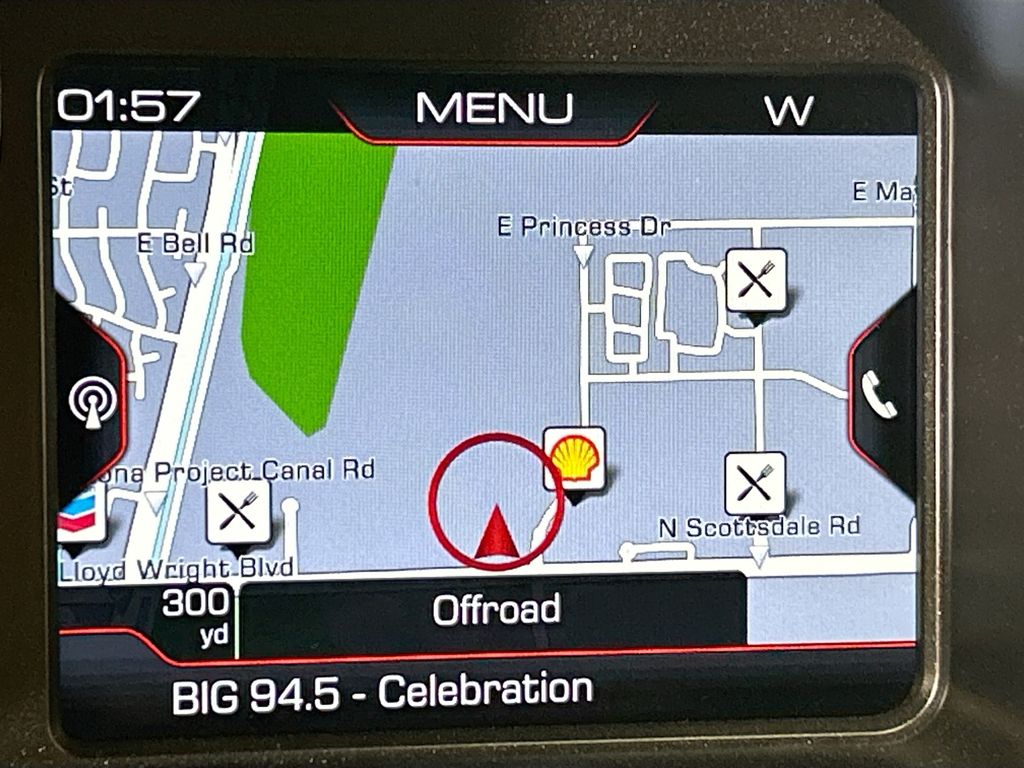 01:57 MENU W
St
E Ma
E Princess Dr
E Bell Rd
ona Project Canal Rd
N Scottsdale Rd
Lloyd Wright Blvd
300
yd
Offroad
BIG 94.5 - Celebration